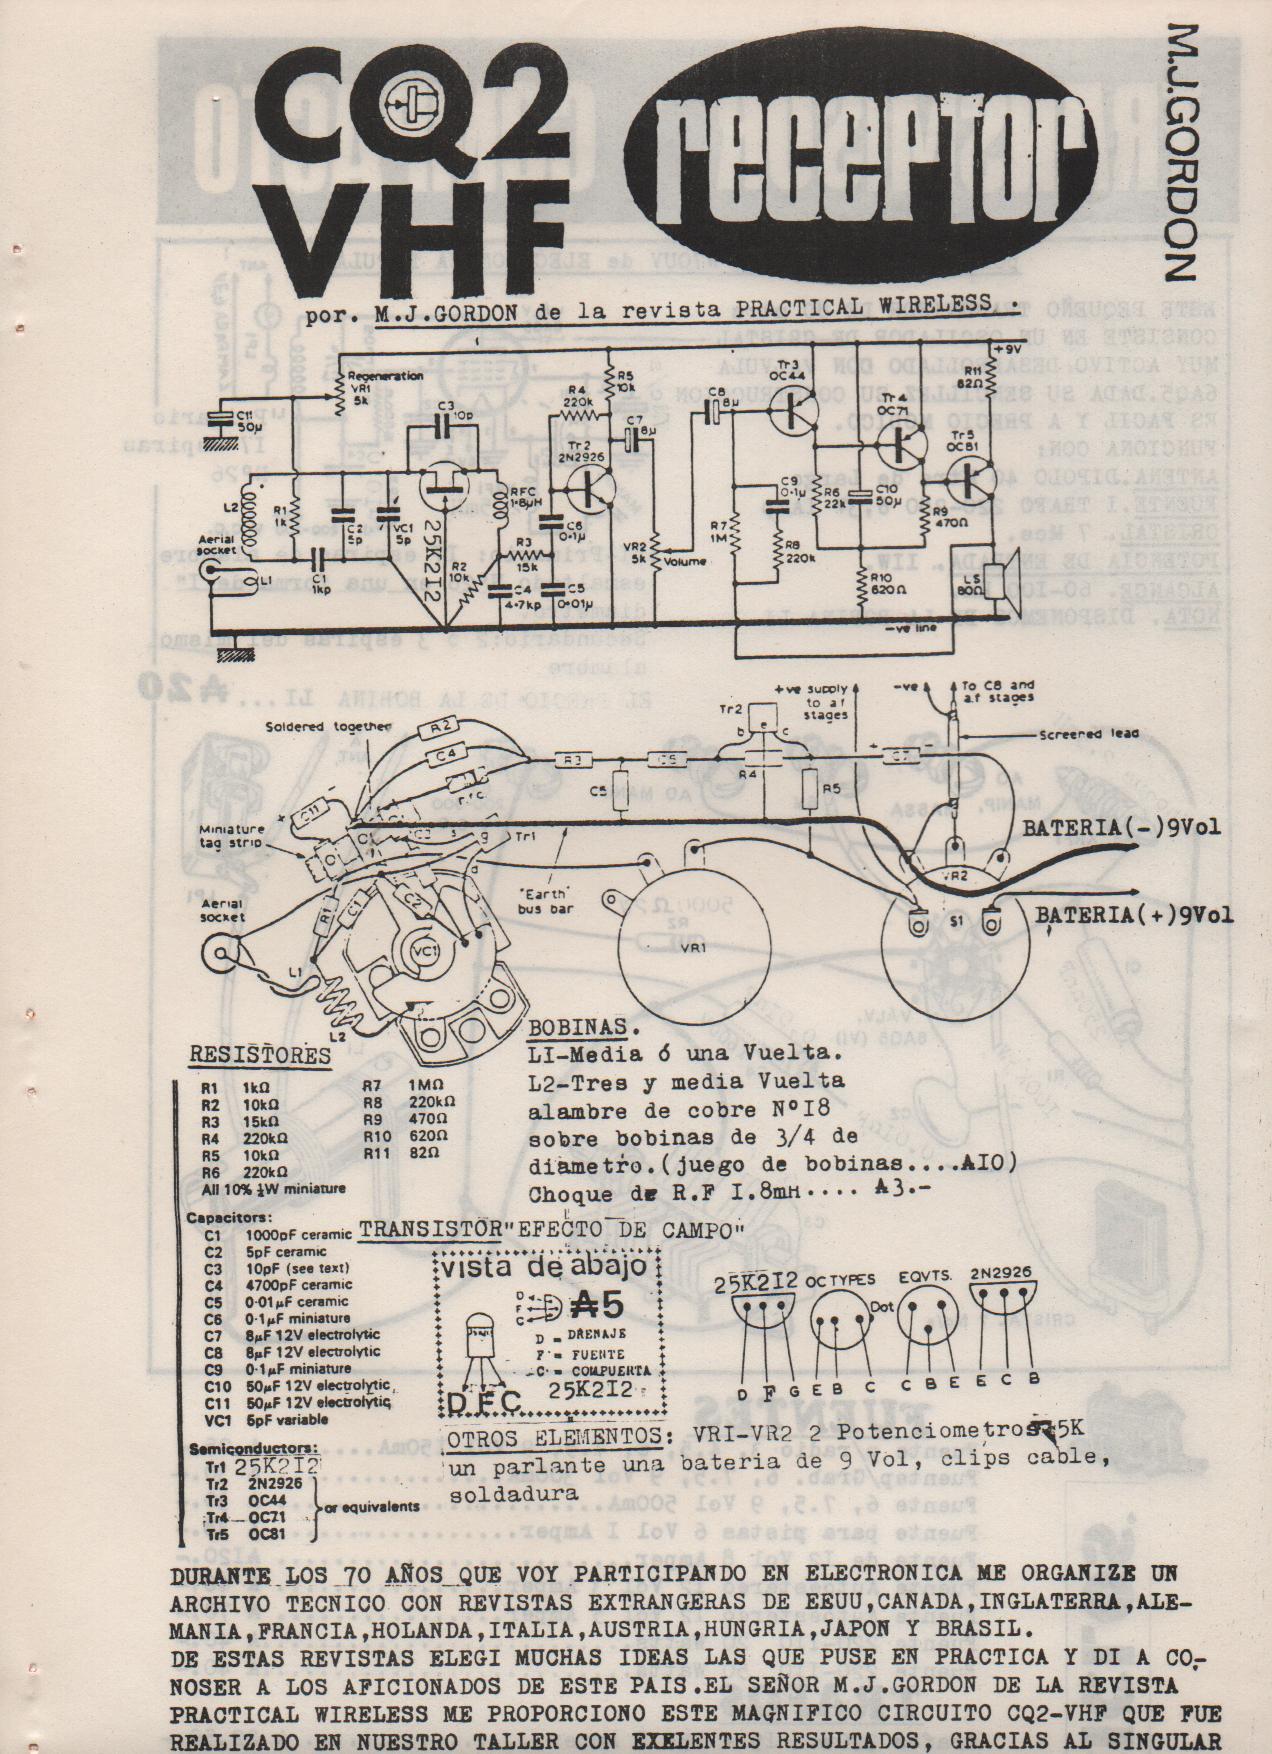 CQ2
VHF
receptor
M.J.GORDON
por. M.J.GORDON de la revista PRACTICAL WIRELESS.:
Regeneration
VR1
5k
C11
50µ
L2
R1
1k
Aerial
socket
L1
C1
1kp
C2
5p
VC1
5p
C3
10p
25K2I2
R2
10k
RFC
1·8µH
R3
15k
C4
4·7kp
C5
0·01µ
C6
0·1µ
R4
220k
R5
10k
Tr2
2N2926
C7
8µ
VR2
5k
Volume
C8
8µ
R7
1M
C9
0·1µ
R8
220k
Tr3
OC44
R6
22k
C10
50µ
Tr4
OC71
R9
470Ω
R10
620Ω
Tr5
OC81
R11
82Ω
+9V
LS
80Ω
-ve line
Soldered together
R2
C4
r.f.c
R3
C5
C6
Tr2
b e c
R4
R5
+ve supply
to a f
stages
-ve
To C8 and
a.f stages
Screened lead
+ C7 -
+ C11
Miniature
tag strip
C3
s
g
d
Tr1
Aerial
socket
R1
C1
C2
VC1
L1
L2
"Earth"
bus bar
VR1
VR2
S1
BATERIA(-)9Vol
BATERIA(+)9Vol
RESISTORES
R1 1kΩ R7 1MΩ
R2 10kΩ R8 220kΩ
R3 15kΩ R9 470Ω
R4 220kΩ R10 620Ω
R5 10kΩ R11 82Ω
R6 220kΩ
All 10% ½W miniature
BOBINAS.
LI-Media ó una Vuelta.
L2-Tres y media Vuelta
alambre de cobre NºI8
sobre bobinas de 3/4 de
diametro.(juego de bobinas....AIO)
Choque de R.F I.8mH.... A3.-
Capacitors:
C1 1000pF ceramic
C2 5pF ceramic
C3 10pF (see text)
C4 4700pF ceramic
C5 0·01µF ceramic
C6 0·1µF miniature
C7 8µF 12V electrolytic
C8 8µF 12V electrolytic
C9 0·1µF miniature
C10 50µF 12V electrolytic
C11 50µF 12V electrolytic
VC1 5pF variable
Semiconductors:
Tr1 25K2I2
Tr2 2N2926
Tr3 OC44
Tr4 OC71
Tr5 OC81
or equivalents
TRANSISTOR"EFECTO DE CAMPO"
vista de abajo
D
F
C
A5
D = DRENAJE
F = FUENTE
C = COMPUERTA
25K2I2
D F C
25K2I2 OC TYPES EQVTS. 2N2926
Dot
D F G E B C C B E E C B
OTROS ELEMENTOS: VRI-VR2 2 Potenciometros 5K
un parlante una bateria de 9 Vol, clips cable,
soldadura
DURANTE LOS 70 AÑOS QUE VOY PARTICIPANDO EN ELECTRONICA ME ORGANIZE UN
ARCHIVO TECNICO CON REVISTAS EXTRANGERAS DE EEUU,CANADA,INGLATERRA,ALE-
MANIA,FRANCIA,HOLANDA,ITALIA,AUSTRIA,HUNGRIA,JAPON Y BRASIL.
DE ESTAS REVISTAS ELEGI MUCHAS IDEAS LAS QUE PUSE EN PRACTICA Y DI A CO-
NOSER A LOS AFICIONADOS DE ESTE PAIS.EL SEÑOR M.J.GORDON DE LA REVISTA
PRACTICAL WIRELESS ME PROPORCIONO ESTE MAGNIFICO CIRCUITO CQ2-VHF QUE FUE
REALIZADO EN NUESTRO TALLER CON EXELENTES RESULTADOS, GRACIAS AL SINGULAR